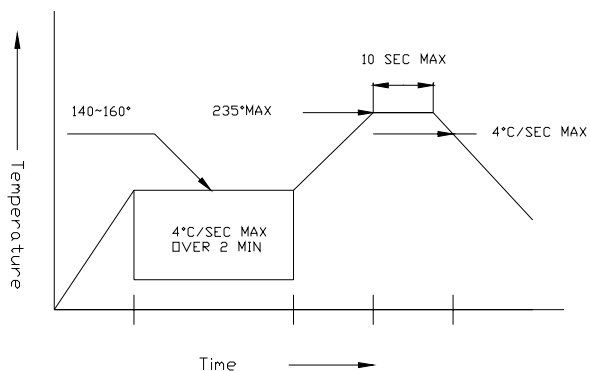 10 SEC MAX
140~160°
235°MAX
4°C/SEC MAX
4°C/SEC MAX
OVER 2 MIN
Temperature
Time